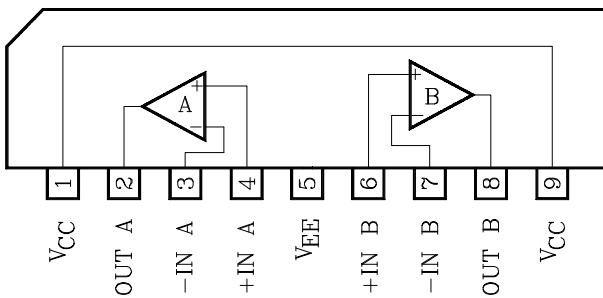 + A −
+ B −
1 2 3 4 5 6 7 8 9
VCC
OUT A
−IN A
+IN A
VEE
+IN B
−IN B
OUT B
VCC